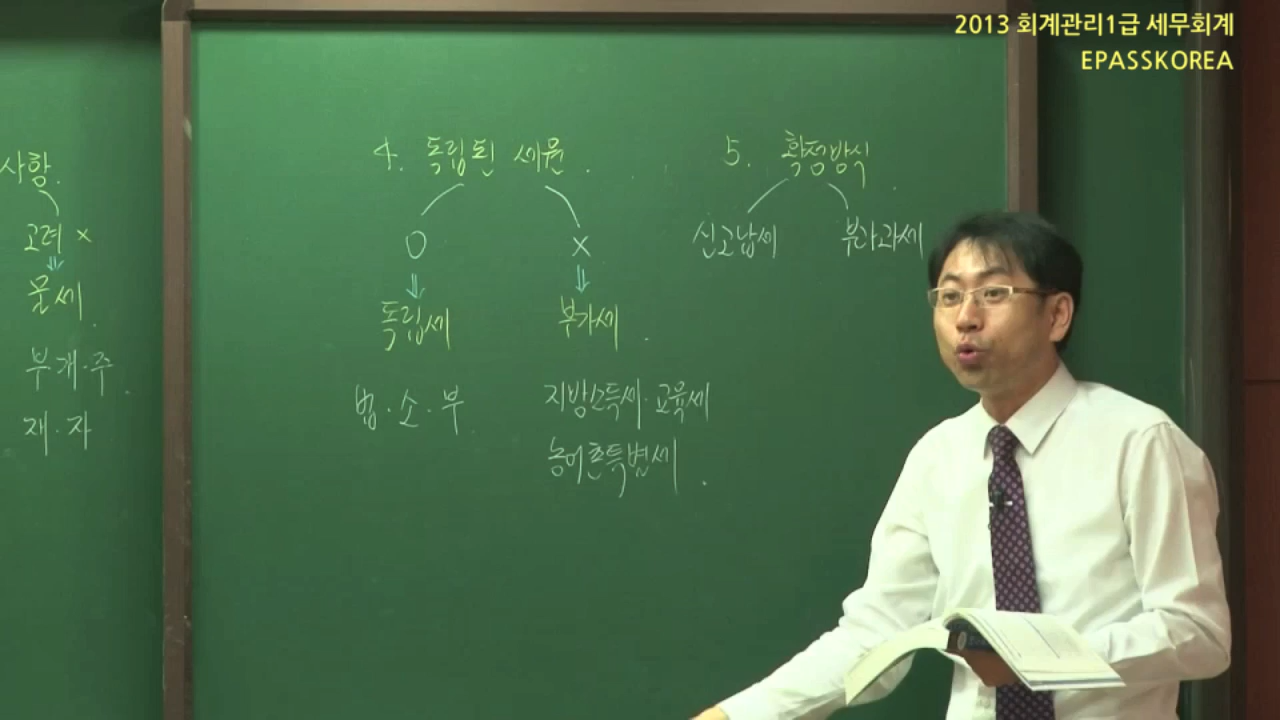 2013 회계관리1급 세무회계
EPASSKOREA
사항.
고려 ×
⇓
물세.
부·개·주.
재·자
4. 독립된 세원.
O ×
⇓ ⇓
독립세 부가세.
법·소·부. 지방소득세·교육세
농어촌특별세.
5. 확정방식.
신고납세 부과과세